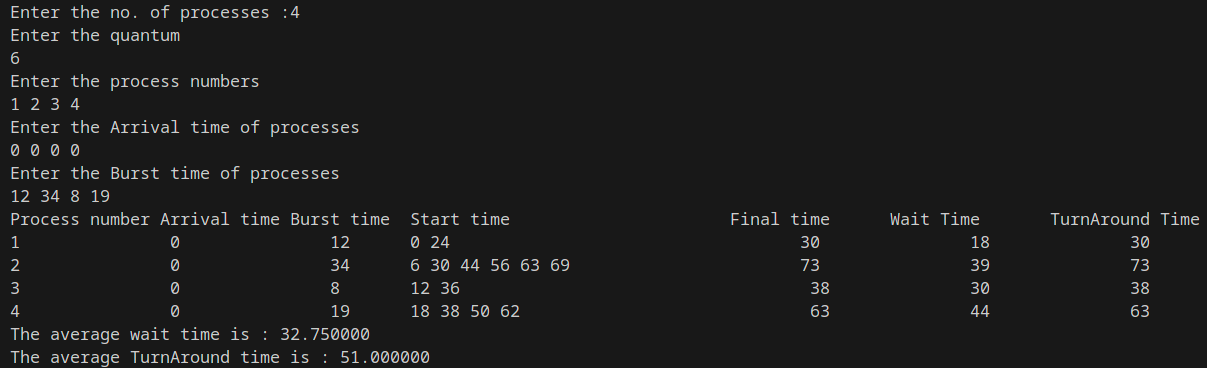 Enter the no. of processes :4
Enter the quantum
6
Enter the process numbers
1 2 3 4
Enter the Arrival time of processes
0 0 0 0
Enter the Burst time of processes
12 34 8 19
Process number Arrival time Burst time  Start time                      Final time      Wait Time       TurnAround Time
1               0               12      0 24                                   30               18              30
2               0               34      6 30 44 56 63 69                       73               39              73
3               0               8       12 36                                   38              30              38
4               0               19      18 38 50 62                             63              44              63
The average wait time is : 32.750000
The average TurnAround time is : 51.000000